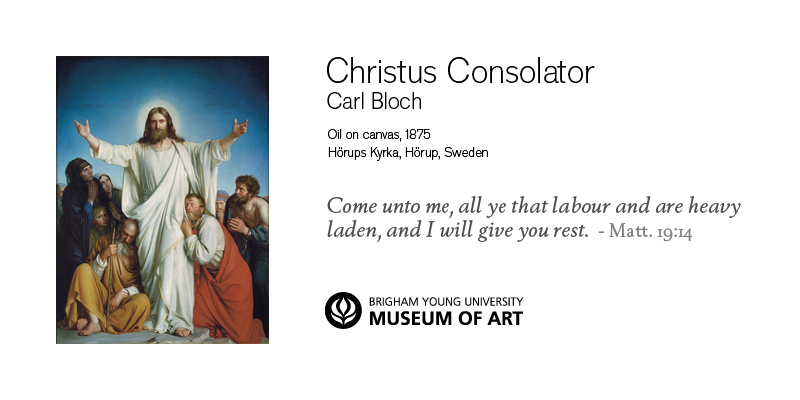 Christus Consolator
Carl Bloch
Oil on canvas, 1875
Hörups Kyrka, Hörup, Sweden
Come unto me, all ye that labour and are heavy
laden, and I will give you rest. - Matt. 19:14
BRIGHAM YOUNG UNIVERSITY
MUSEUM OF ART